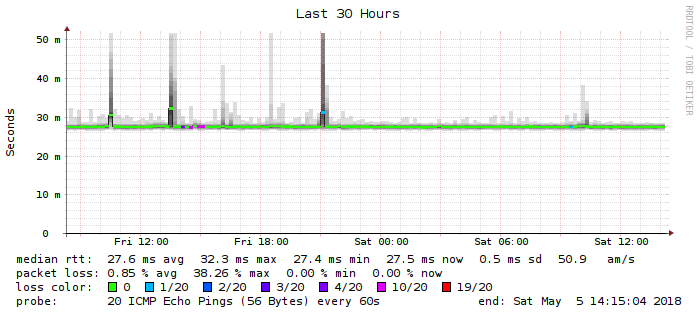 Last 30 Hours
RRDTOOL / TOBI OETIKER
Seconds
50 m
40 m
30 m
20 m
10 m
0
Fri 12:00 Fri 18:00 Sat 00:00 Sat 06:00 Sat 12:00
median rtt: 27.6 ms avg 32.3 ms max 27.4 ms min 27.5 ms now 0.5 ms sd 50.9 am/s
packet loss: 0.85 % avg 38.26 % max 0.00 % min 0.00 % now
loss color: 0 1/20 2/20 3/20 4/20 10/20 19/20
probe: 20 ICMP Echo Pings (56 Bytes) every 60s end: Sat May 5 14:15:04 2018